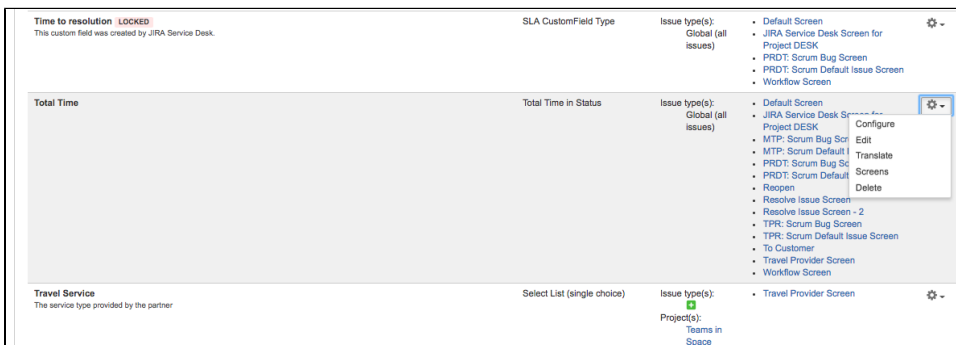 Time to resolution LOCKED
This custom field was created by JIRA Service Desk.
SLA CustomField Type
Issue type(s):
Global (all
issues)
Default Screen
JIRA Service Desk Screen for
Project DESK
PRDT: Scrum Bug Screen
PRDT: Scrum Default Issue Screen
Workflow Screen
Total Time
Total Time in Status
Issue type(s):
Global (all
issues)
Default Screen
JIRA Service Desk Screen for
Project DESK
MTP: Scrum Bug Scr
MTP: Scrum Default I
PRDT: Scrum Bug Sc
PRDT: Scrum Default
Reopen
Resolve Issue Screen
Resolve Issue Screen - 2
TPR: Scrum Bug Screen
TPR: Scrum Default Issue Screen
To Customer
Travel Provider Screen
Workflow Screen
Configure
Edit
Translate
Screens
Delete
Travel Service
The service type provided by the partner
Select List (single choice)
Issue type(s):
Project(s):
Teams in
Space
Travel Provider Screen